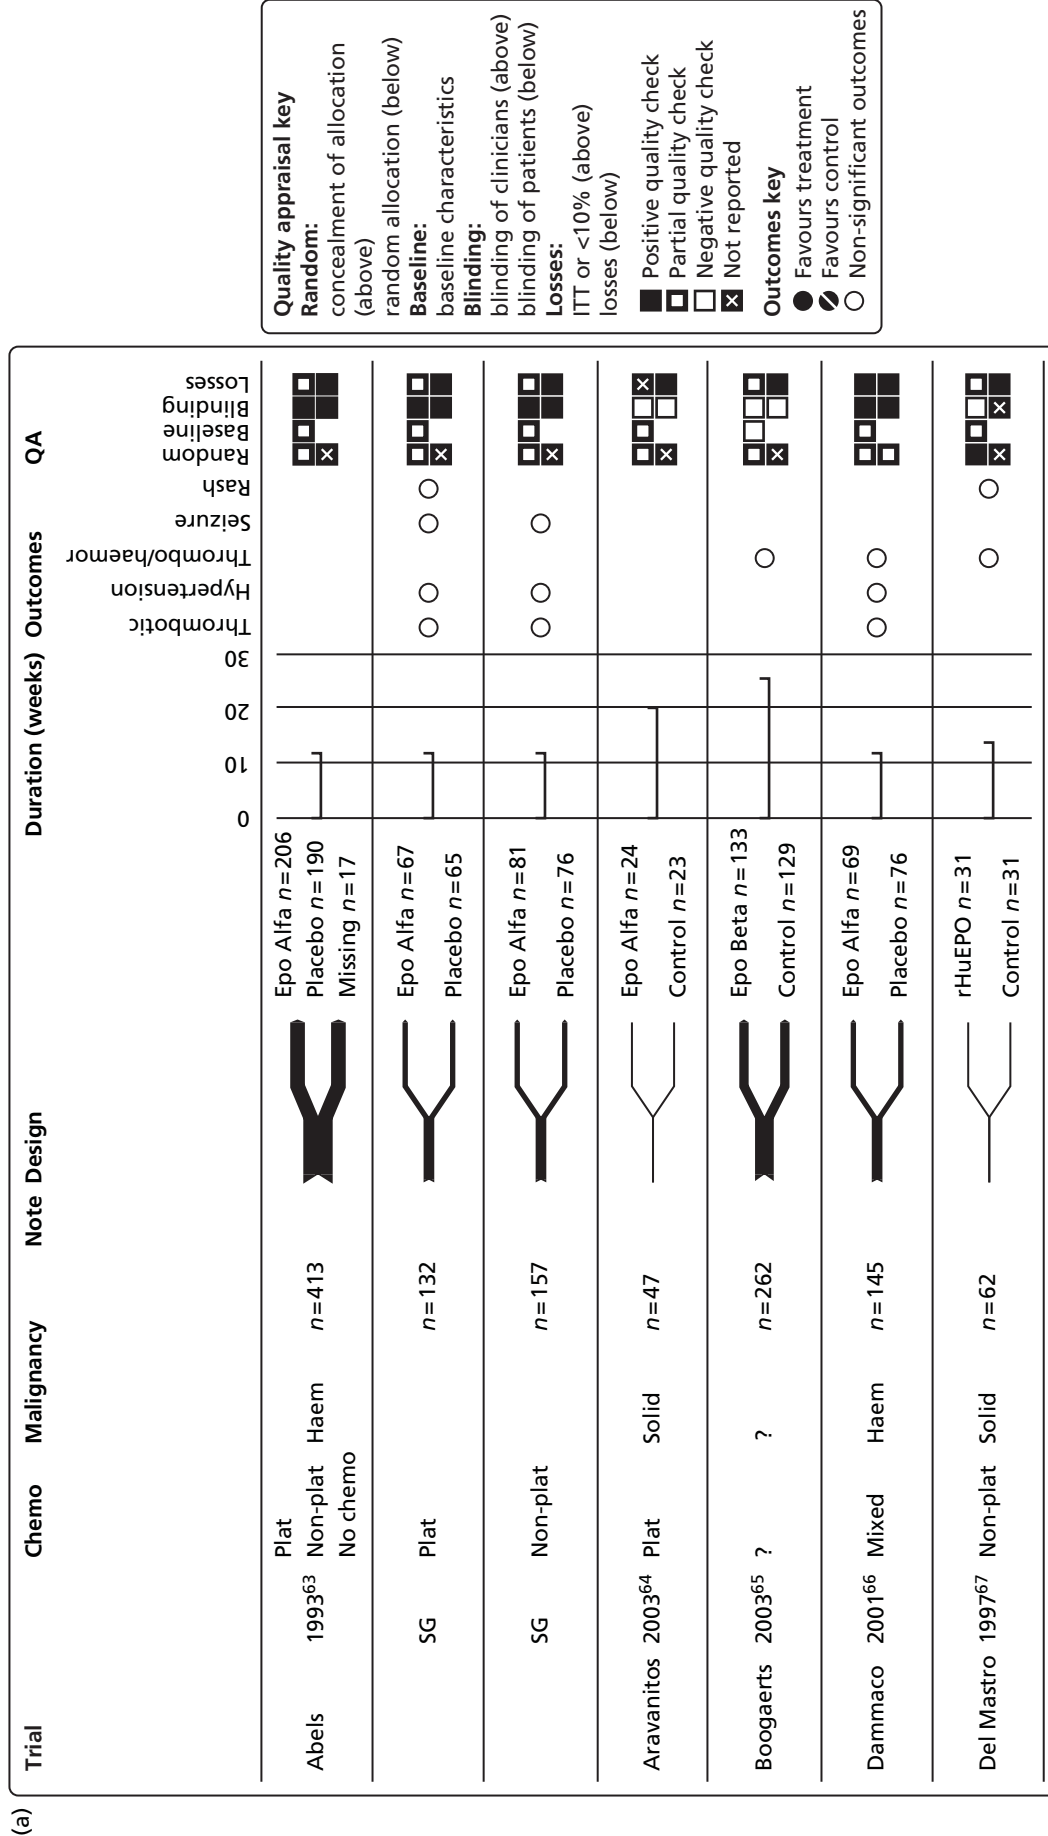 (a)
Trial Chemo Malignancy Note Design Duration (weeks) Outcomes QA
0 10 20 30 Thrombotic Hypertension Thrombo/haemor Seizure Rash Random Baseline Blinding Losses
Plat Epo Alfa n=206
Abels 1993⁶³ Non-plat Haem n=413 Placebo n=190
No chemo Missing n=17
Epo Alfa n=67
SG Plat n=132
Placebo n=65
Epo Alfa n=81
SG Non-plat n=157
Placebo n=76
Epo Alfa n=24
Aravanitos 2003⁶⁴ Plat Solid n=47
Control n=23
Epo Beta n=133
Boogaerts 2003⁶⁵ ? ? n=262
Control n=129
Epo Alfa n=69
Dammaco 2001⁶⁶ Mixed Haem n=145
Placebo n=76
rHuEPO n=31
Del Mastro 1997⁶⁷ Non-plat Solid n=62
Control n=31
Quality appraisal key
Random:
concealment of allocation
(above)
random allocation (below)
Baseline:
baseline characteristics
Blinding:
blinding of clinicians (above)
blinding of patients (below)
Losses:
ITT or <10% (above)
losses (below)
Positive quality check
Partial quality check
Negative quality check
Not reported
Outcomes key
Favours treatment
Favours control
Non-significant outcomes